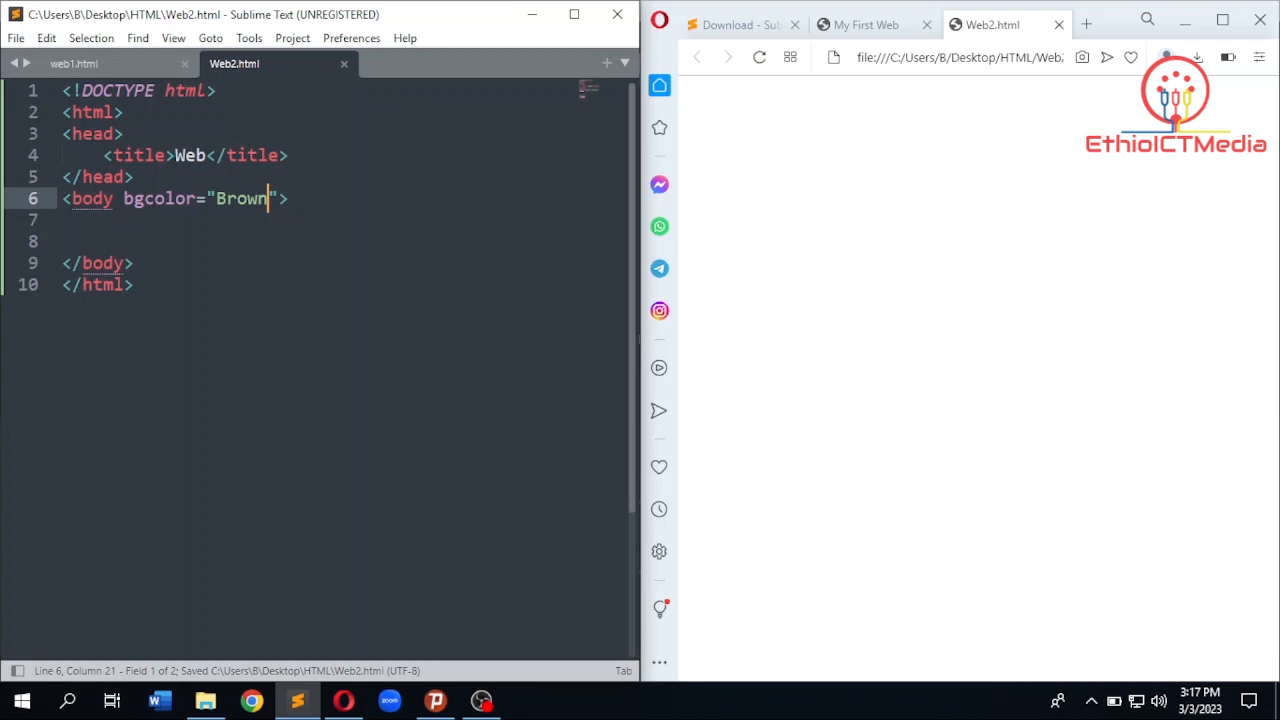 C:\Users\B\Desktop\HTML\Web2.html - Sublime Text (UNREGISTERED)
File Edit Selection Find View Goto Tools Project Preferences Help
web1.html Web2.html
1 <!DOCTYPE html>
2 <html>
3 <head>
4 <title>Web</title>
5 </head>
6 <body bgcolor="Brown">
7
8
9 </body>
10 </html>
Line 6, Column 21 - Field 1 of 2; Saved C:\Users\B\Desktop\HTML\Web2.html (UTF-8) Tab
Download - Sub My First Web Web2.html
file:///C:/Users/B/Desktop/HTML/Web2
EthioICTMedia
zoom
3:17 PM
3/3/2023